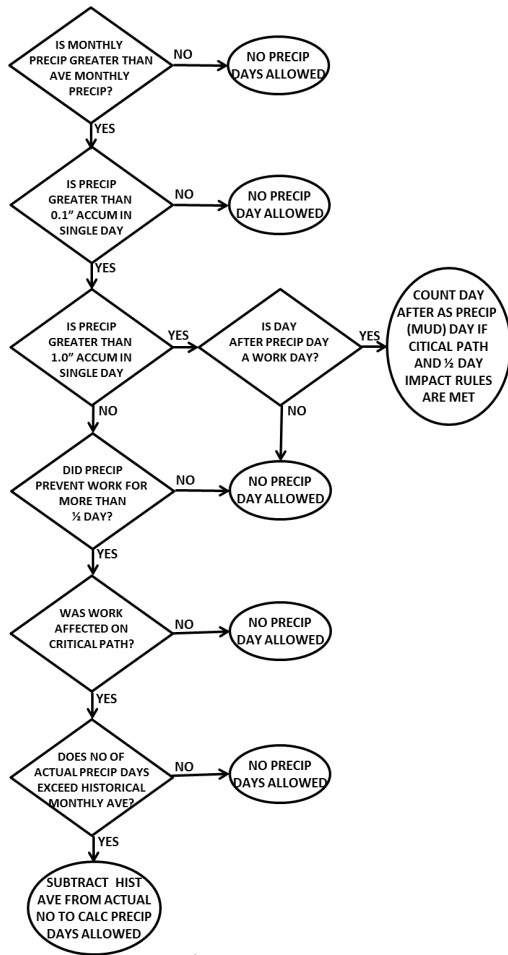 IS MONTHLY
PRECIP GREATER THAN
AVE MONTHLY
PRECIP?
NO
NO PRECIP
DAYS ALLOWED
YES
IS PRECIP
GREATER THAN
0.1” ACCUM IN
SINGLE DAY
NO
NO PRECIP
DAY ALLOWED
YES
IS PRECIP
GREATER THAN
1.0” ACCUM IN
SINGLE DAY
YES
IS DAY
AFTER PRECIP DAY
A WORK DAY?
YES
COUNT DAY
AFTER AS PRECIP
(MUD) DAY IF
CITICAL PATH
AND ½ DAY
IMPACT RULES
ARE MET
NO
NO
DID PRECIP
PREVENT WORK FOR
MORE THAN
½ DAY?
NO
NO PRECIP
DAY ALLOWED
YES
WAS WORK
AFFECTED ON
CRITICAL PATH?
NO
NO PRECIP
DAY ALLOWED
YES
DOES NO OF
ACTUAL PRECIP DAYS
EXCEED HISTORICAL
MONTHLY AVE?
NO
NO PRECIP
DAYS ALLOWED
YES
SUBTRACT HIST
AVE FROM ACTUAL
NO TO CALC PRECIP
DAYS ALLOWED